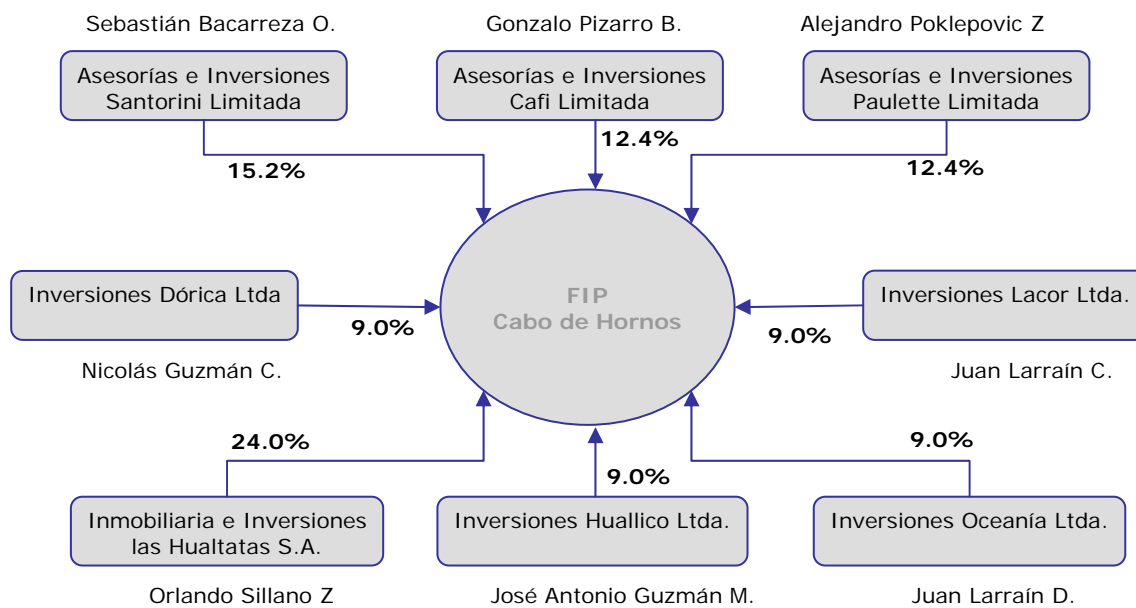 Sebastián Bacarreza O.
Gonzalo Pizarro B.
Alejandro Poklepovic Z
Asesorías e Inversiones
Santorini Limitada
Asesorías e Inversiones
Cafi Limitada
Asesorías e Inversiones
Paulette Limitada
15.2%
12.4%
12.4%
Inversiones Dórica Ltda
9.0%
Nicolás Guzmán C.
FIP
Cabo de Hornos
Inversiones Lacor Ltda.
9.0%
Juan Larraín C.
24.0%
9.0%
9.0%
Inmobiliaria e Inversiones
las Hualtatas S.A.
Inversiones Huallico Ltda.
Inversiones Oceanía Ltda.
Orlando Sillano Z
José Antonio Guzmán M.
Juan Larraín D.